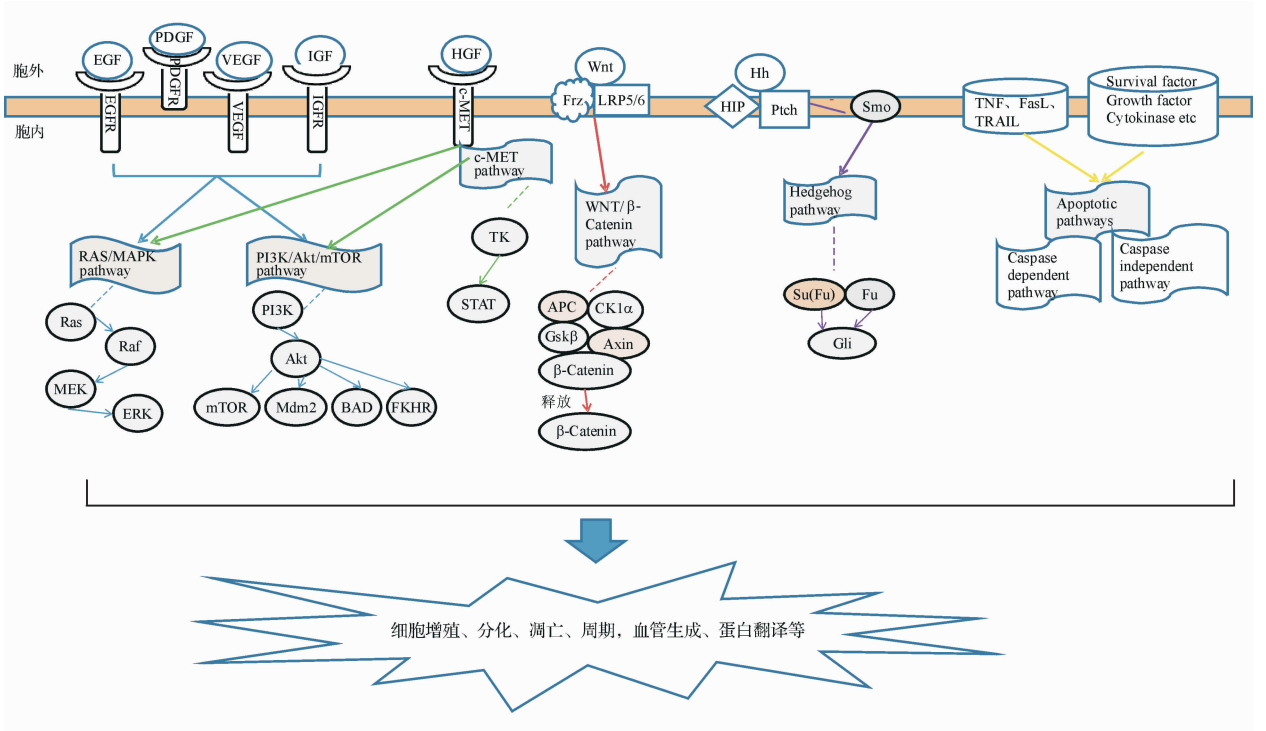 PDGF
EGF
VEGF
IGF
HGF
Wnt
Hh
胞外
胞内
EGFR
PDGFR
VEGF
IGFR
c-MET
Frz
LRP5/6
HIP
Ptch
Smo
TNF、FasL、
TRAIL
Survival factor
Growth factor
Cytokinase etc
c-MET
pathway
RAS/MAPK
pathway
PI3K/Akt/mTOR
pathway
WNT/β-
Catenin
pathway
Hedgehog
pathway
Apoptotic
pathways
Caspase
dependent
pathway
Caspase
independent
pathway
Ras
Raf
MEK
ERK
PI3K
Akt
mTOR
Mdm2
BAD
FKHR
TK
STAT
APC
CK1α
Gskβ
Axin
β-Catenin
释放
β-Catenin
Su(Fu)
Fu
Gli
细胞增殖、分化、凋亡、周期，血管生成、蛋白翻译等